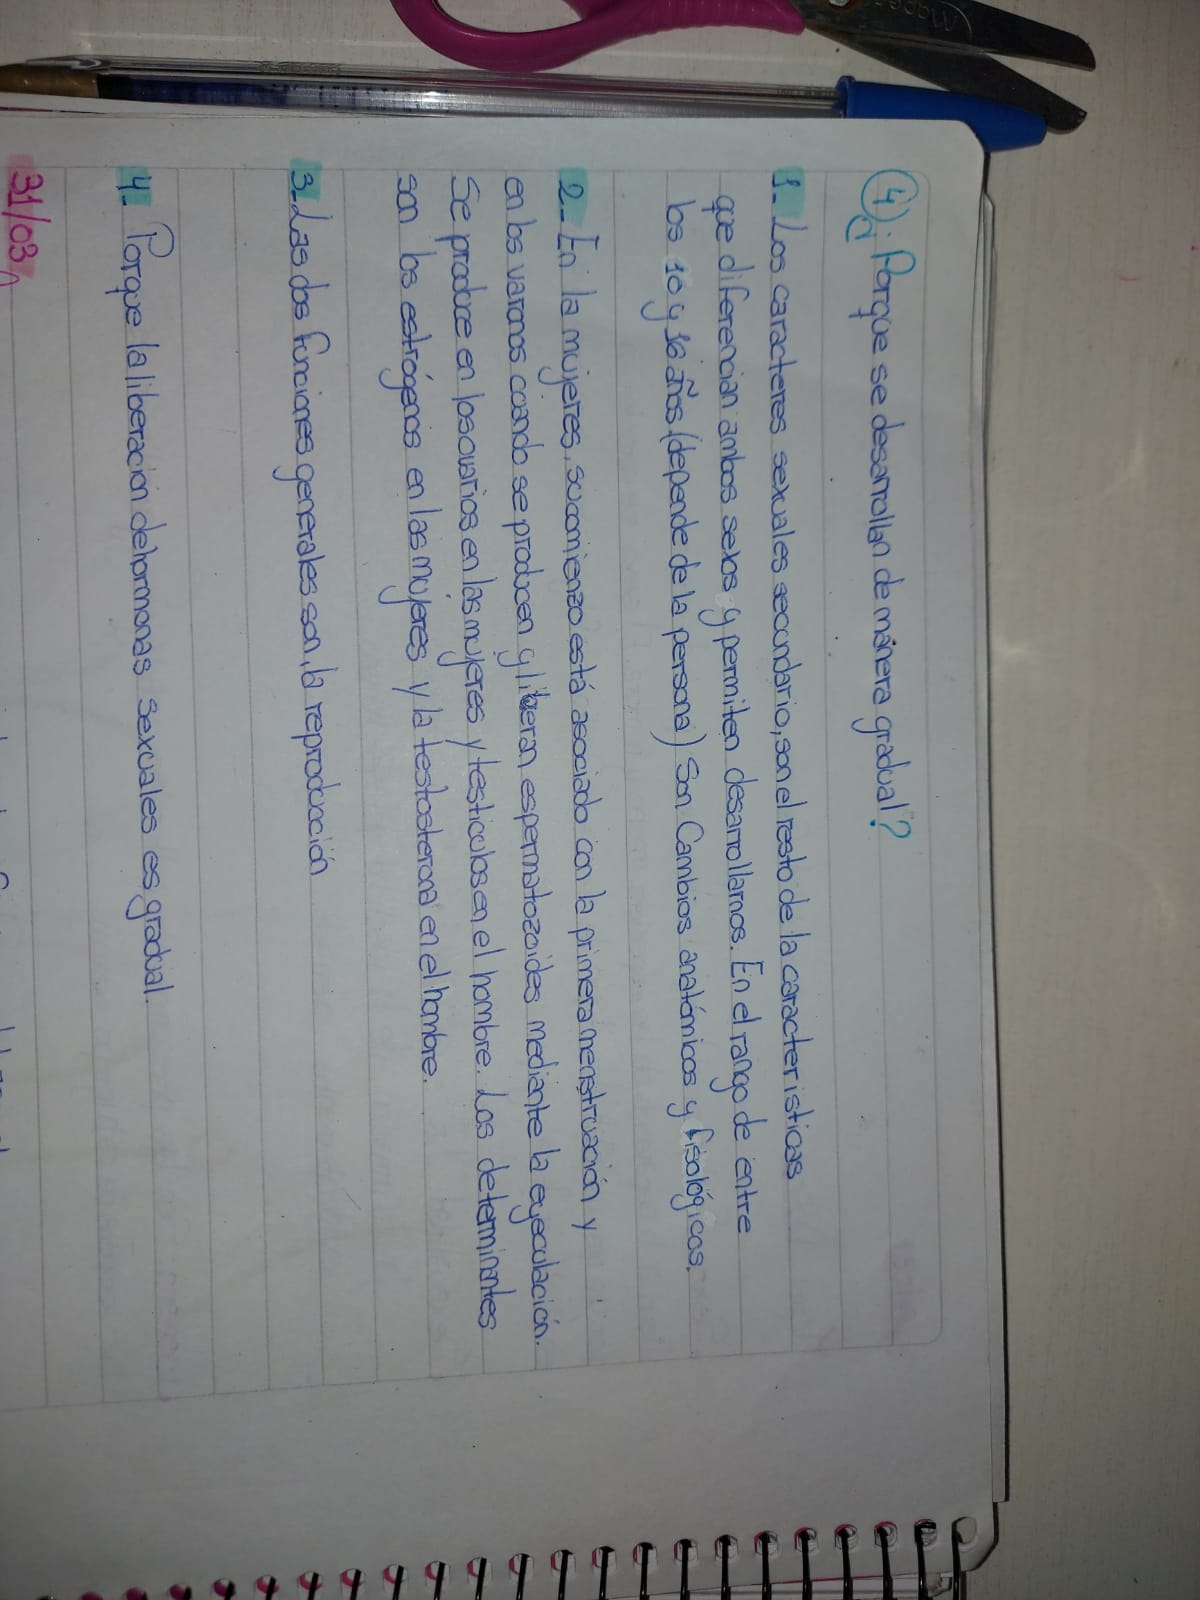 4) ¿Porque se desarrollan de mánera gradual?
1- Los caracteres sexuales secundario, son el resto de la caracteristicas
que diferencian ambos sexos y permiten desarrollarnos. En el rango de entre
los 10 y 16 años. (depende de la persona) Son Cambios anatómicos y fisológicos.
2- En la mujeres, su comienzo está asociado con la primera menstruación y
en los varones cuando se producen y liberan espermatozoides mediante la eyeculación.
Se produce en los ovarios en las mujeres y testiculos en el hombre. Los determinantes
son los estrógenos en las mujeres y la testosterona en el hombre.
3- Las dos funciones generales son, la reproducción
4- Porque la liberación de hormonas sexuales es gradual.
31/03